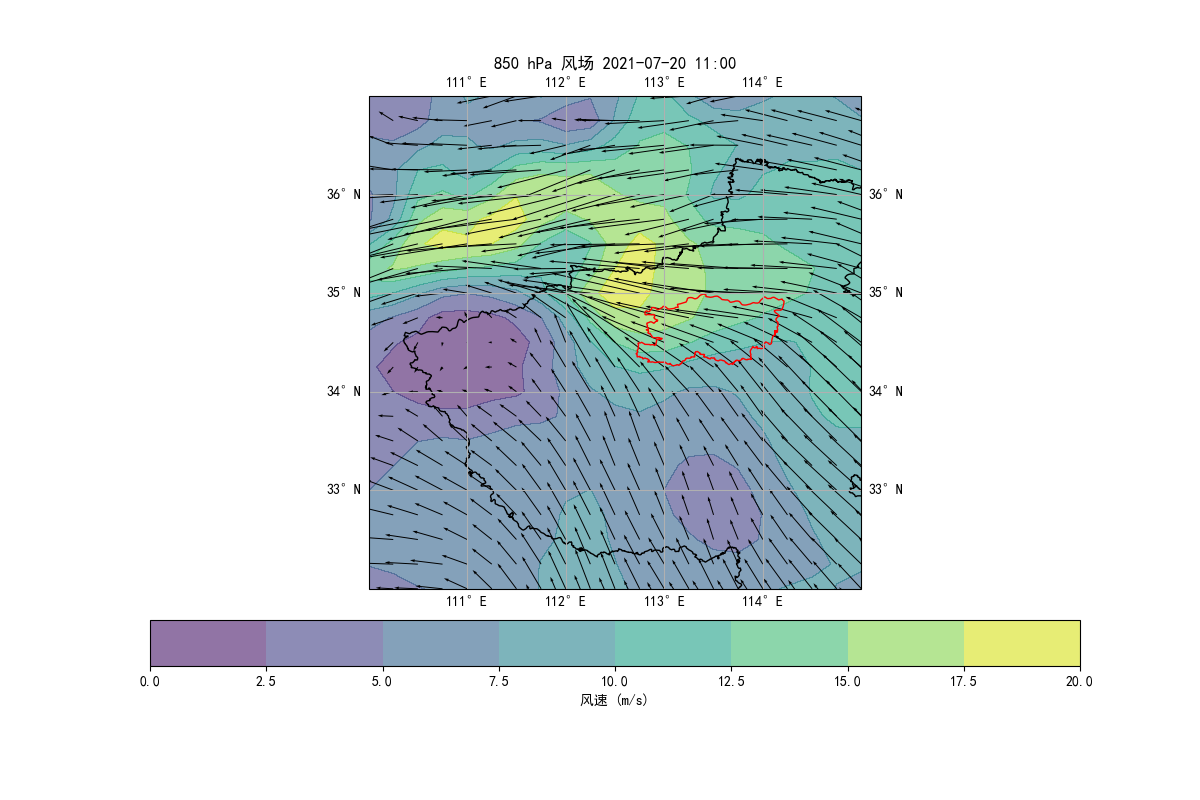 850 hPa 风场 2021-07-20 11:00
111° E 112° E 113° E 114° E
36° N 36° N
35° N 35° N
34° N 34° N
33° N 33° N
111° E 112° E 113° E 114° E
0.0 2.5 5.0 7.5 10.0 12.5 15.0 17.5 20.0
风速 (m/s)